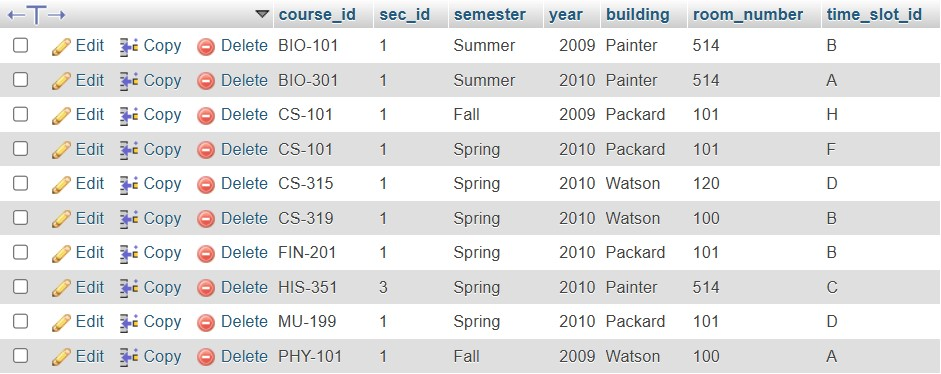 course_id sec_id semester year building room_number time_slot_id
Edit Copy Delete BIO-101 1 Summer 2009 Painter 514 B
Edit Copy Delete BIO-301 1 Summer 2010 Painter 514 A
Edit Copy Delete CS-101 1 Fall 2009 Packard 101 H
Edit Copy Delete CS-101 1 Spring 2010 Packard 101 F
Edit Copy Delete CS-315 1 Spring 2010 Watson 120 D
Edit Copy Delete CS-319 1 Spring 2010 Watson 100 B
Edit Copy Delete FIN-201 1 Spring 2010 Packard 101 B
Edit Copy Delete HIS-351 3 Spring 2010 Painter 514 C
Edit Copy Delete MU-199 1 Spring 2010 Packard 101 D
Edit Copy Delete PHY-101 1 Fall 2009 Watson 100 A